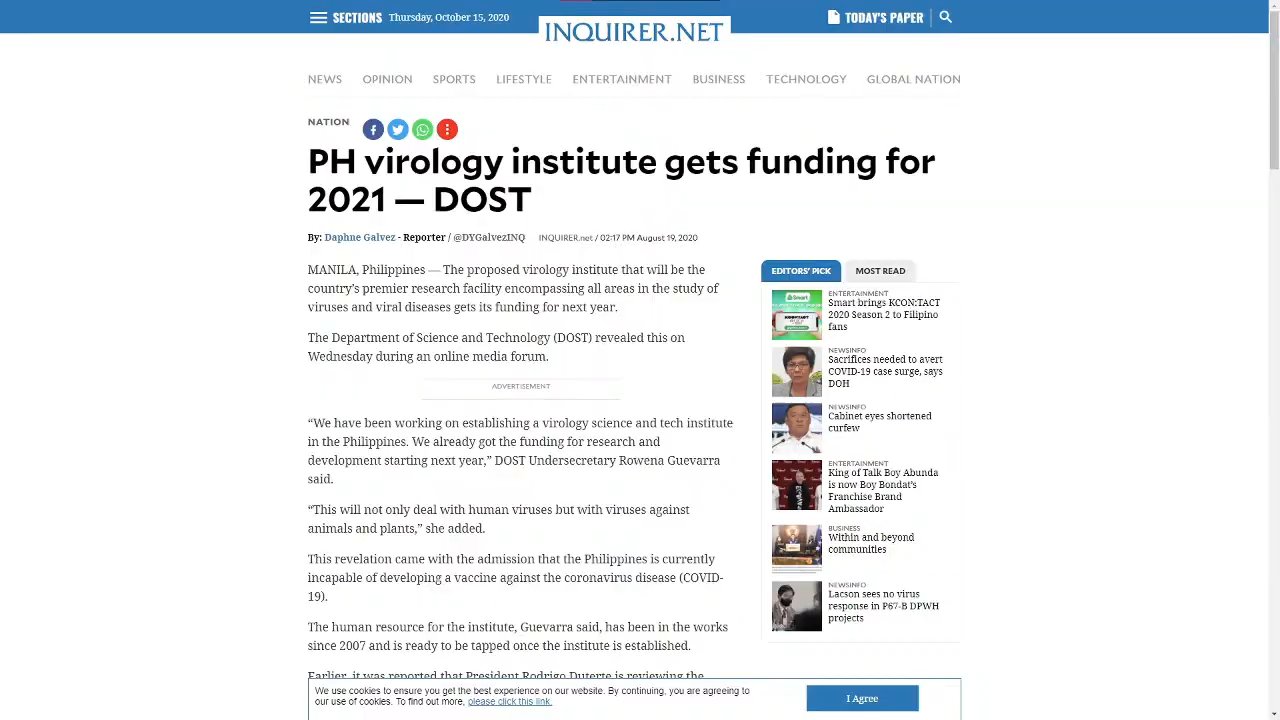 SECTIONS Thursday, October 15, 2020
INQUIRER.NET
TODAY'S PAPER
NEWS OPINION SPORTS LIFESTYLE ENTERTAINMENT BUSINESS TECHNOLOGY GLOBAL NATION
NATION
PH virology institute gets funding for
2021 — DOST
By: Daphne Galvez - Reporter / @DYGalvezINQ INQUIRER.net / 02:17 PM August 19, 2020
MANILA, Philippines — The proposed virology institute that will be the
country's premier research facility encompassing all areas in the study of
viruses and viral diseases gets its funding for next year.
The Department of Science and Technology (DOST) revealed this on
Wednesday during an online media forum.
ADVERTISEMENT
“We have been working on establishing a virology science and tech institute
in the Philippines. We already got the funding for research and
development starting next year,” DOST Undersecretary Rowena Guevarra
said.
“This will not only deal with human viruses but with viruses against
animals and plants,” she added.
This revelation came with the admission that the Philippines is currently
incapable of developing a vaccine against the coronavirus disease (COVID-
19).
The human resource for the institute, Guevarra said, has been in the works
since 2007 and is ready to be tapped once the institute is established.
Earlier, it was reported that President Rodrigo Duterte is reviewing the
EDITORS' PICK MOST READ
ENTERTAINMENT
Smart brings KCON:TACT
2020 Season 2 to Filipino
fans
NEWSINFO
Sacrifices needed to avert
COVID-19 case surge, says
DOH
NEWSINFO
Cabinet eyes shortened
curfew
ENTERTAINMENT
King of Talk Boy Abunda
is now Boy Bondat's
Franchise Brand
Ambassador
BUSINESS
Within and beyond
communities
NEWSINFO
Lacson sees no virus
response in P67-B DPWH
projects
Smart
We use cookies to ensure you get the best experience on our website. By continuing, you are agreeing to
our use of cookies. To find out more, please click this link.
I Agree